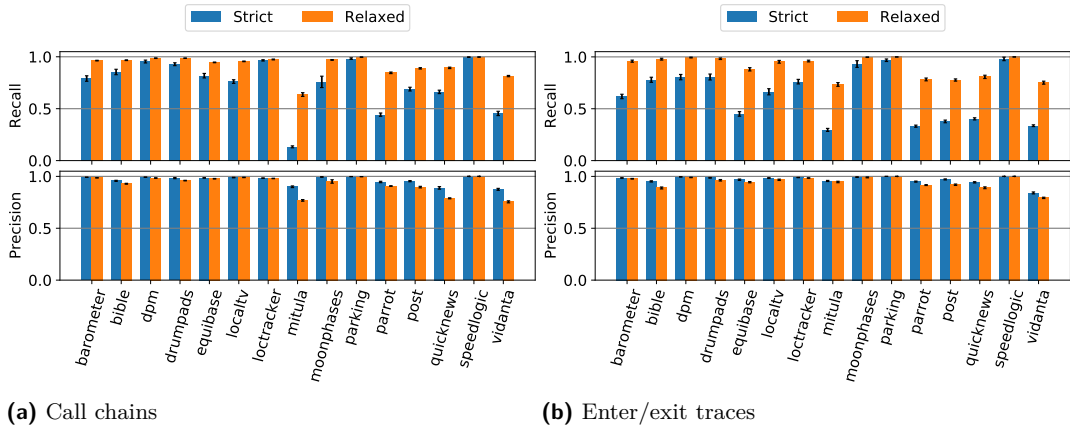 Strict Relaxed
Strict Relaxed
1.0
0.5
0.0
Recall
1.0
0.5
0.0
Recall
1.0
0.5
0.0
Precision
1.0
0.5
0.0
Precision
barometer
bible
dpm
drumpads
equibase
localtv
loctracker
mitula
moonphases
parking
parrot
post
quicknews
speedlogic
vidanta
barometer
bible
dpm
drumpads
equibase
localtv
loctracker
mitula
moonphases
parking
parrot
post
quicknews
speedlogic
vidanta
(a) Call chains
(b) Enter/exit traces